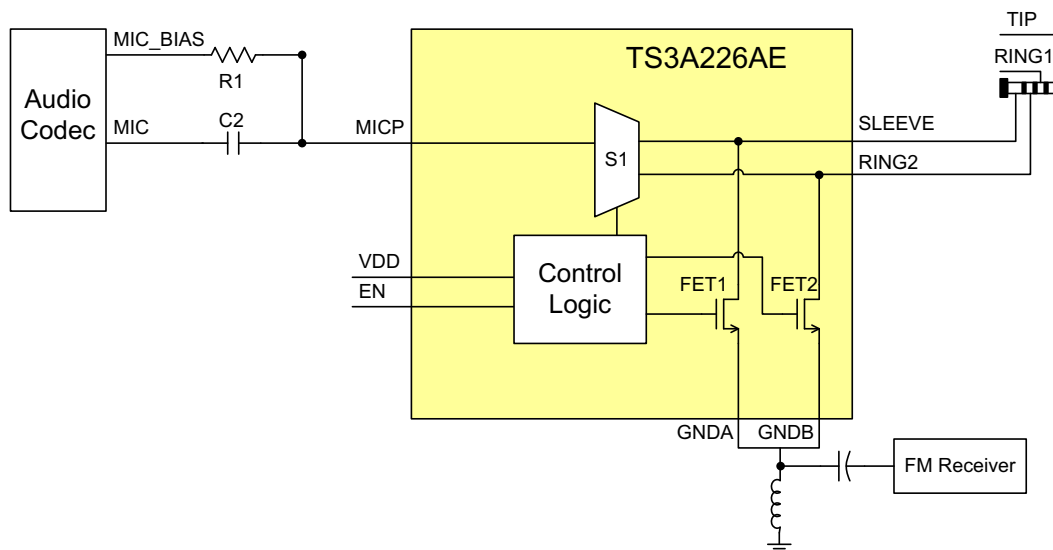 TIP
MIC_BIAS
TS3A226AE
RING1
R1
Audio
Codec
MIC
C2
MICP
SLEEVE
S1
RING2
VDD
Control
Logic
EN
FET1
FET2
GNDA
GNDB
FM Receiver